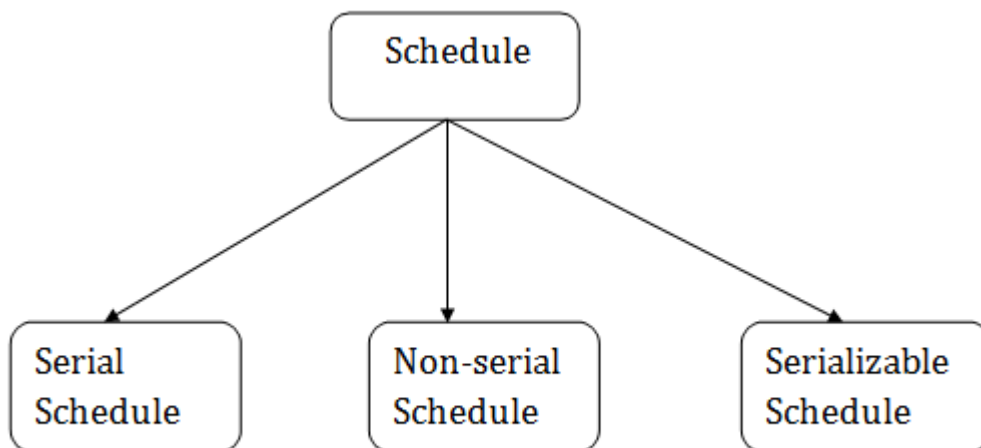 Schedule
Serial
Schedule
Non-serial
Schedule
Serializable
Schedule